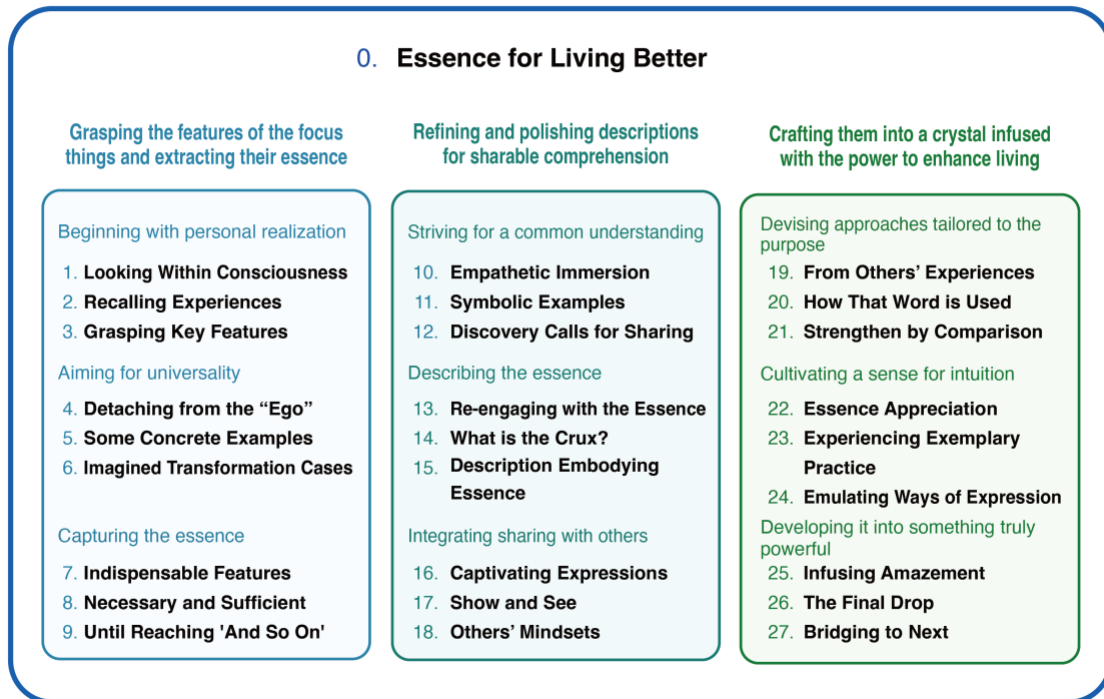 0. Essence for Living Better
Grasping the features of the focus
things and extracting their essence
Beginning with personal realization
1. Looking Within Consciousness
2. Recalling Experiences
3. Grasping Key Features
Aiming for universality
4. Detaching from the “Ego”
5. Some Concrete Examples
6. Imagined Transformation Cases
Capturing the essence
7. Indispensable Features
8. Necessary and Sufficient
9. Until Reaching 'And So On'
Refining and polishing descriptions
for sharable comprehension
Striving for a common understanding
10. Empathetic Immersion
11. Symbolic Examples
12. Discovery Calls for Sharing
Describing the essence
13. Re-engaging with the Essence
14. What is the Crux?
15. Description Embodying
Essence
Integrating sharing with others
16. Captivating Expressions
17. Show and See
18. Others’ Mindsets
Crafting them into a crystal infused
with the power to enhance living
Devising approaches tailored to the
purpose
19. From Others’ Experiences
20. How That Word is Used
21. Strengthen by Comparison
Cultivating a sense for intuition
22. Essence Appreciation
23. Experiencing Exemplary
Practice
24. Emulating Ways of Expression
Developing it into something truly
powerful
25. Infusing Amazement
26. The Final Drop
27. Bridging to Next